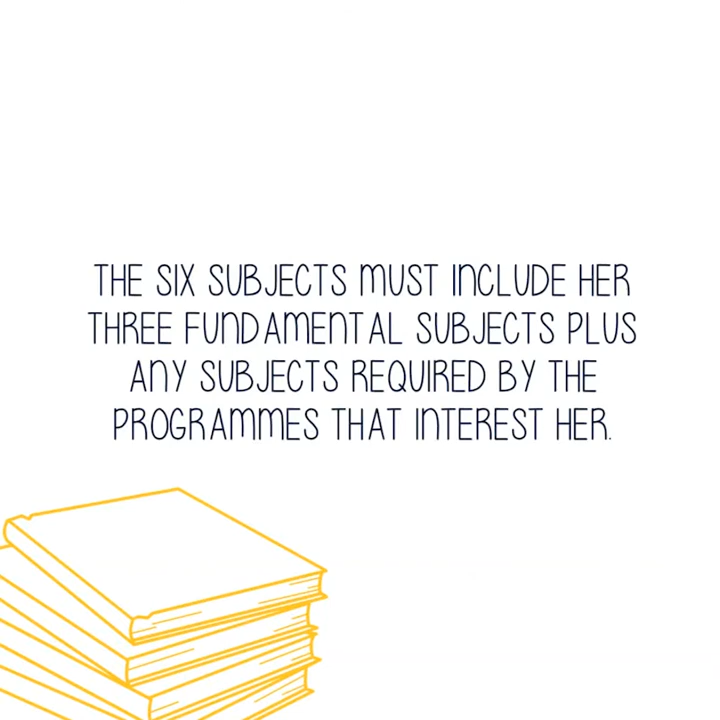 THE SIX SUBJECTS MUST INCLUDE HER
THREE FUNDAMENTAL SUBJECTS PLUS
ANY SUBJECTS REQUIRED BY THE
PROGRAMMES THAT INTEREST HER.